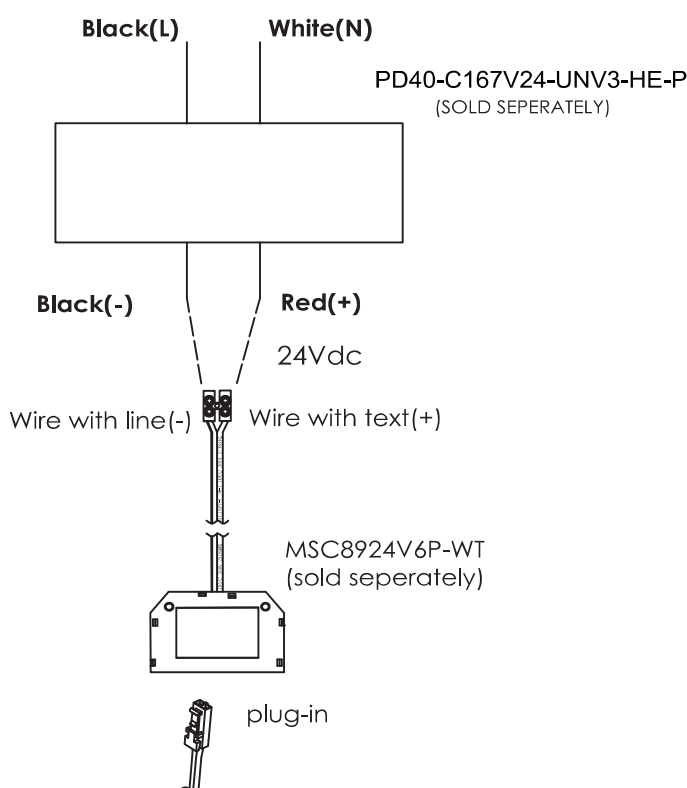 Black(L) White(N)
PD40-C167V24-UNV3-HE-P
(SOLD SEPERATELY)
Black(-) Red(+)
24Vdc
Wire with line(-) Wire with text(+)
MSC8924V6P-WT
(sold seperately)
plug-in